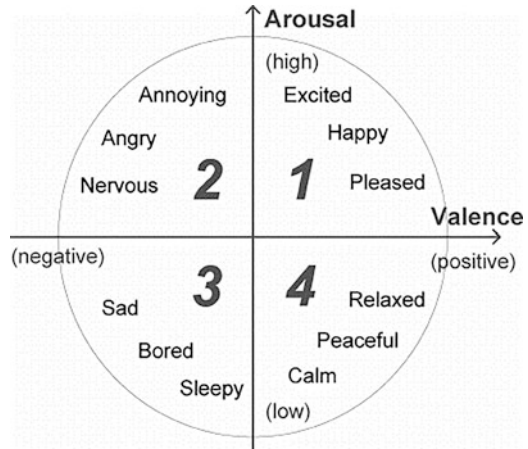 Arousal
(high)
Annoying
Excited
Angry
Happy
Nervous
2
1
Pleased
Valence
(negative)
(positive)
3
4
Sad
Relaxed
Bored
Peaceful
Sleepy
Calm
(low)